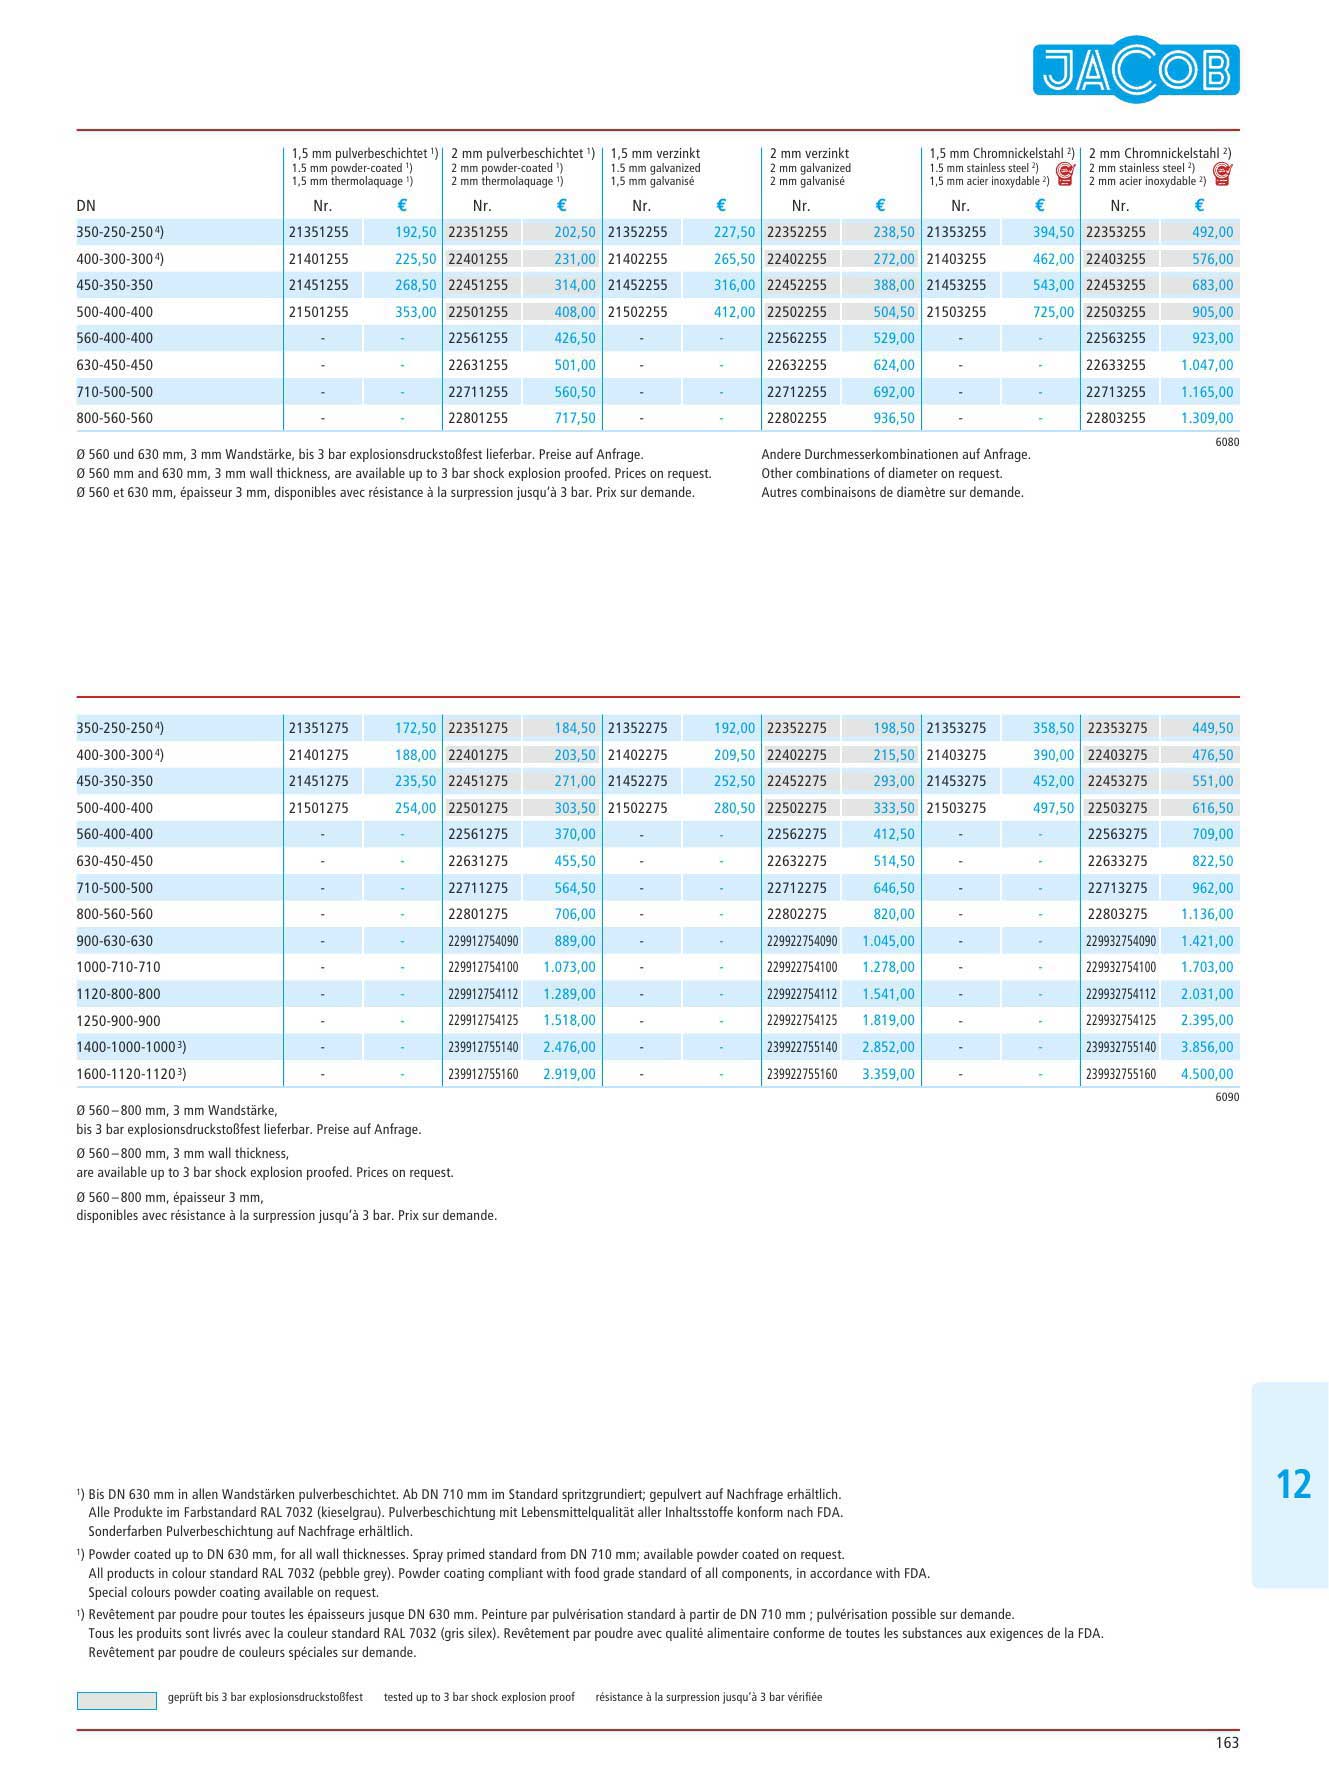 JACOB
1,5 mm pulverbeschichtet ¹) 2 mm pulverbeschichtet ¹) 1,5 mm verzinkt 2 mm verzinkt 1,5 mm Chromnickelstahl ²) 2 mm Chromnickelstahl ²)
1.5 mm powder-coated ¹) 2 mm powder-coated ¹) 1.5 mm galvanized 2 mm galvanized 1.5 mm stainless steel ²) 2 mm stainless steel ²)
1,5 mm thermolaquage ¹) 2 mm thermolaquage ¹) 1,5 mm galvanisé 2 mm galvanisé 1,5 mm acier inoxydable ²) 2 mm acier inoxydable ²)
DN Nr. € Nr. € Nr. € Nr. € Nr. € Nr. €
350-250-250 ⁴) 21351255 192,50 22351255 202,50 21352255 227,50 22352255 238,50 21353255 394,50 22353255 492,00
400-300-300 ⁴) 21401255 225,50 22401255 231,00 21402255 265,50 22402255 272,00 21403255 462,00 22403255 576,00
450-350-350 21451255 268,50 22451255 314,00 21452255 316,00 22452255 388,00 21453255 543,00 22453255 683,00
500-400-400 21501255 353,00 22501255 408,00 21502255 412,00 22502255 504,50 21503255 725,00 22503255 905,00
560-400-400 - - 22561255 426,50 - - 22562255 529,00 - - 22563255 923,00
630-450-450 - - 22631255 501,00 - - 22632255 624,00 - - 22633255 1.047,00
710-500-500 - - 22711255 560,50 - - 22712255 692,00 - - 22713255 1.165,00
800-560-560 - - 22801255 717,50 - - 22802255 936,50 - - 22803255 1.309,00
6080
Ø 560 und 630 mm, 3 mm Wandstärke, bis 3 bar explosionsdruckstoßfest lieferbar. Preise auf Anfrage.
Ø 560 mm and 630 mm, 3 mm wall thickness, are available up to 3 bar shock explosion proofed. Prices on request.
Ø 560 et 630 mm, épaisseur 3 mm, disponibles avec résistance à la surpression jusqu'à 3 bar. Prix sur demande.
Andere Durchmesserkombinationen auf Anfrage.
Other combinations of diameter on request.
Autres combinaisons de diamètre sur demande.
350-250-250 ⁴) 21351275 172,50 22351275 184,50 21352275 192,00 22352275 198,50 21353275 358,50 22353275 449,50
400-300-300 ⁴) 21401275 188,00 22401275 203,50 21402275 209,50 22402275 215,50 21403275 390,00 22403275 476,50
450-350-350 21451275 235,50 22451275 271,00 21452275 252,50 22452275 293,00 21453275 452,00 22453275 551,00
500-400-400 21501275 254,00 22501275 303,50 21502275 280,50 22502275 333,50 21503275 497,50 22503275 616,50
560-400-400 - - 22561275 370,00 - - 22562275 412,50 - - 22563275 709,00
630-450-450 - - 22631275 455,50 - - 22632275 514,50 - - 22633275 822,50
710-500-500 - - 22711275 564,50 - - 22712275 646,50 - - 22713275 962,00
800-560-560 - - 22801275 706,00 - - 22802275 820,00 - - 22803275 1.136,00
900-630-630 - - 229912754090 889,00 - - 229922754090 1.045,00 - - 229932754090 1.421,00
1000-710-710 - - 229912754100 1.073,00 - - 229922754100 1.278,00 - - 229932754100 1.703,00
1120-800-800 - - 229912754112 1.289,00 - - 229922754112 1.541,00 - - 229932754112 2.031,00
1250-900-900 - - 229912754125 1.518,00 - - 229922754125 1.819,00 - - 229932754125 2.395,00
1400-1000-1000 ³) - - 239912755140 2.476,00 - - 239922755140 2.852,00 - - 239932755140 3.856,00
1600-1120-1120 ³) - - 239912755160 2.919,00 - - 239922755160 3.359,00 - - 239932755160 4.500,00
6090
Ø 560 – 800 mm, 3 mm Wandstärke,
bis 3 bar explosionsdruckstoßfest lieferbar. Preise auf Anfrage.
Ø 560 – 800 mm, 3 mm wall thickness,
are available up to 3 bar shock explosion proofed. Prices on request.
Ø 560 – 800 mm, épaisseur 3 mm,
disponibles avec résistance à la surpression jusqu'à 3 bar. Prix sur demande.
12
¹) Bis DN 630 mm in allen Wandstärken pulverbeschichtet. Ab DN 710 mm im Standard spritzgrundiert; gepulvert auf Nachfrage erhältlich.
Alle Produkte im Farbstandard RAL 7032 (kieselgrau). Pulverbeschichtung mit Lebensmittelqualität aller Inhaltsstoffe konform nach FDA.
Sonderfarben Pulverbeschichtung auf Nachfrage erhältlich.
¹) Powder coated up to DN 630 mm, for all wall thicknesses. Spray primed standard from DN 710 mm; available powder coated on request.
All products in colour standard RAL 7032 (pebble grey). Powder coating compliant with food grade standard of all components, in accordance with FDA.
Special colours powder coating available on request.
¹) Revêtement par poudre pour toutes les épaisseurs jusque DN 630 mm. Peinture par pulvérisation standard à partir de DN 710 mm ; pulvérisation possible sur demande.
Tous les produits sont livrés avec la couleur standard RAL 7032 (gris silex). Revêtement par poudre avec qualité alimentaire conforme de toutes les substances aux exigences de la FDA.
Revêtement par poudre de couleurs spéciales sur demande.
geprüft bis 3 bar explosionsdruckstoßfest tested up to 3 bar shock explosion proof résistance à la surpression jusqu'à 3 bar vérifiée
163